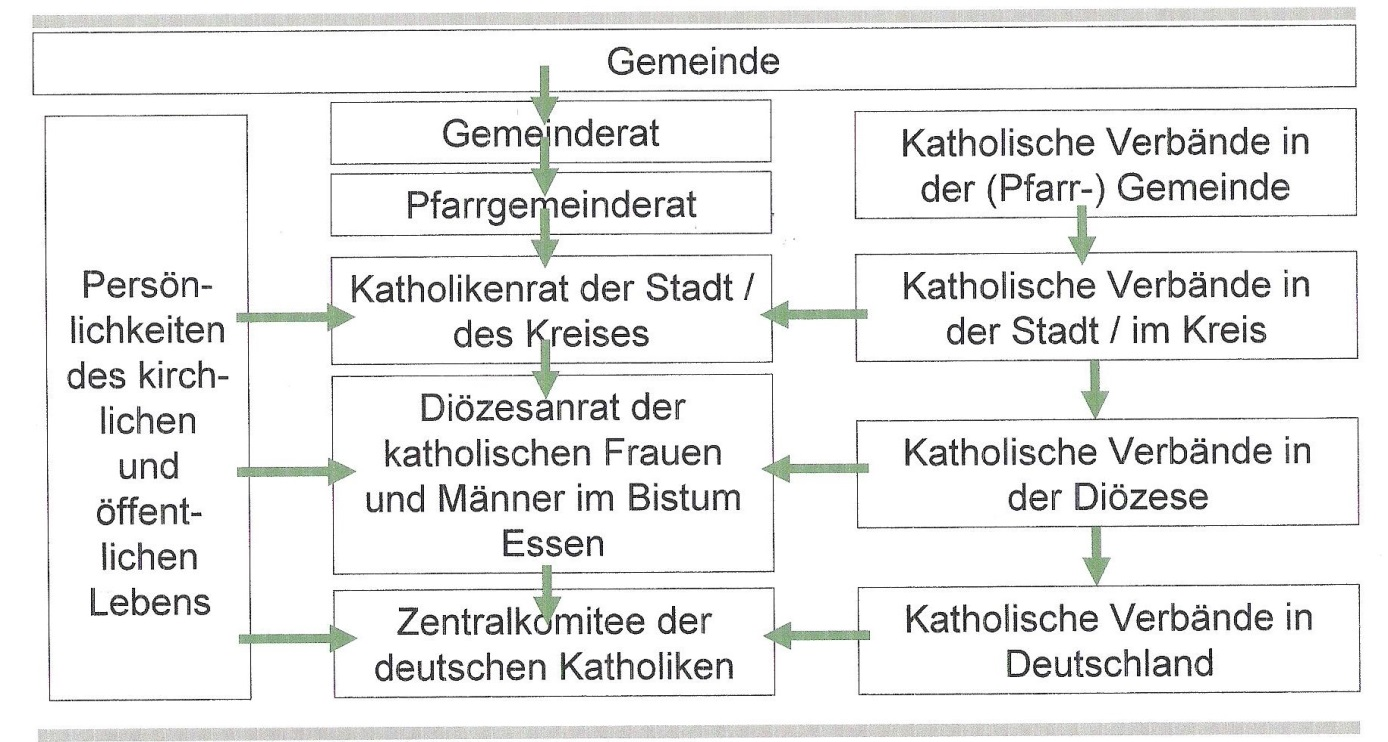 Gemeinde
Gemeinderat
Pfarrgemeinderat
Katholikenrat der Stadt /
des Kreises
Diözesanrat der
katholischen Frauen
und Männer im Bistum
Essen
Zentralkomitee der
deutschen Katholiken
Persön-
lichkeiten
des kirch-
lichen
und
öffent-
lichen
Lebens
Katholische Verbände in
der (Pfarr-) Gemeinde
Katholische Verbände in
der Stadt / im Kreis
Katholische Verbände in
der Diözese
Katholische Verbände in
Deutschland